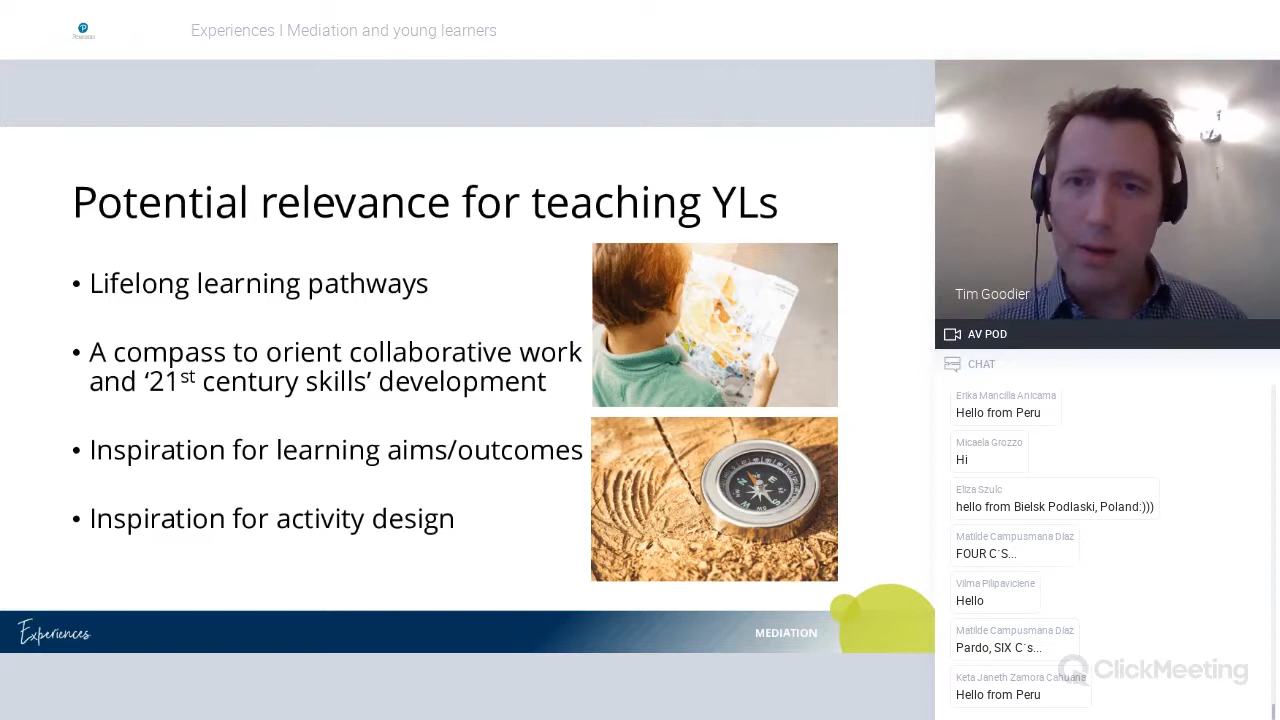 Experiences I Mediation and young learners
Potential relevance for teaching YLs
• Lifelong learning pathways
• A compass to orient collaborative work
and ‘21st century skills’ development
• Inspiration for learning aims/outcomes
• Inspiration for activity design
Experiences
MEDIATION
Tim Goodier
AV POD
CHAT
Erika Mancilla Anicama
Hello from Peru
Micaela Grozzo
Hi
Eliza Szulc
hello from Bielsk Podlaski, Poland:)))
Matilde Campusmana Diaz
FOUR C´S...
Vilma Pilipaviciene
Hello
Matilde Campusmana Diaz
Pardo, SIX C´s...
Keta Janeth Zamora Cahuana
Hello from Peru
ClickMeeting